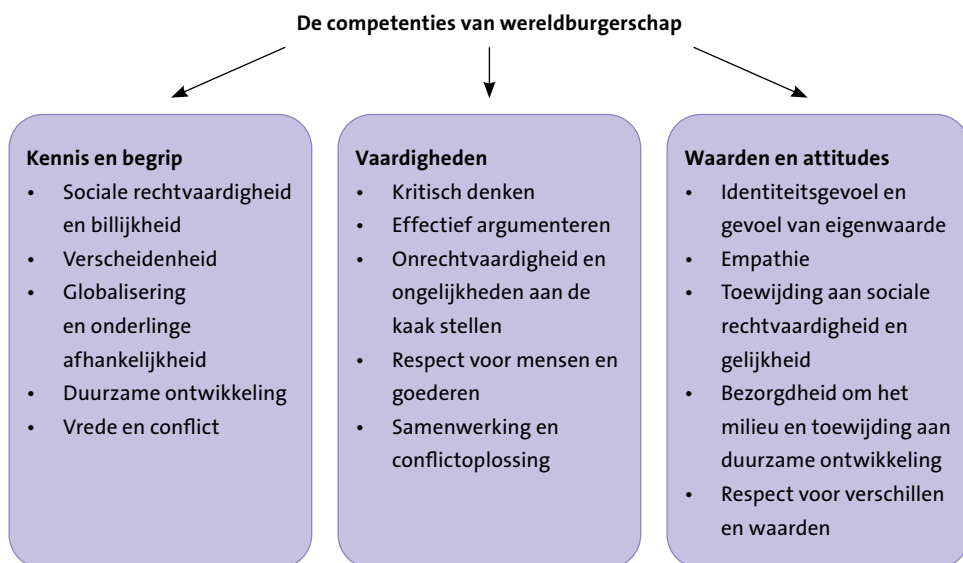 De competenties van wereldburgerschap
Kennis en begrip
• Sociale rechtvaardigheid
en billijkheid
• Verscheidenheid
• Globalisering
en onderlinge
afhankelijkheid
• Duurzame ontwikkeling
• Vrede en conflict
Vaardigheden
• Kritisch denken
• Effectief argumenteren
• Onrechtvaardigheid en
ongelijkheden aan de
kaak stellen
• Respect voor mensen en
goederen
• Samenwerking en
conflictoplossing
Waarden en attitudes
• Identiteitsgevoel en
gevoel van eigenwaarde
• Empathie
• Toewijding aan sociale
rechtvaardigheid en
gelijkheid
• Bezorgdheid om het
milieu en toewijding aan
duurzame ontwikkeling
• Respect voor verschillen
en waarden